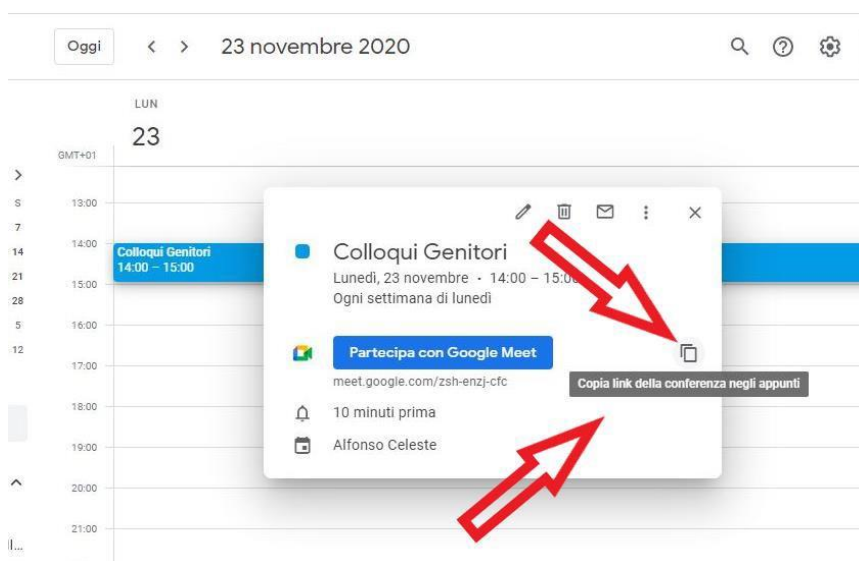 Oggi
23 novembre 2020
LUN
23
GMT+01
S
7
14
21
28
5
12
13:00
14:00
15:00
16:00
17:00
18:00
19:00
20:00
21:00
Colloqui Genitori
14:00 – 15:00
Colloqui Genitori
Lunedì, 23 novembre · 14:00 – 15:00
Ogni settimana di lunedì
Partecipa con Google Meet
meet.google.com/zsh-enzj-cfc
Copia link della conferenza negli appunti
10 minuti prima
Alfonso Celeste